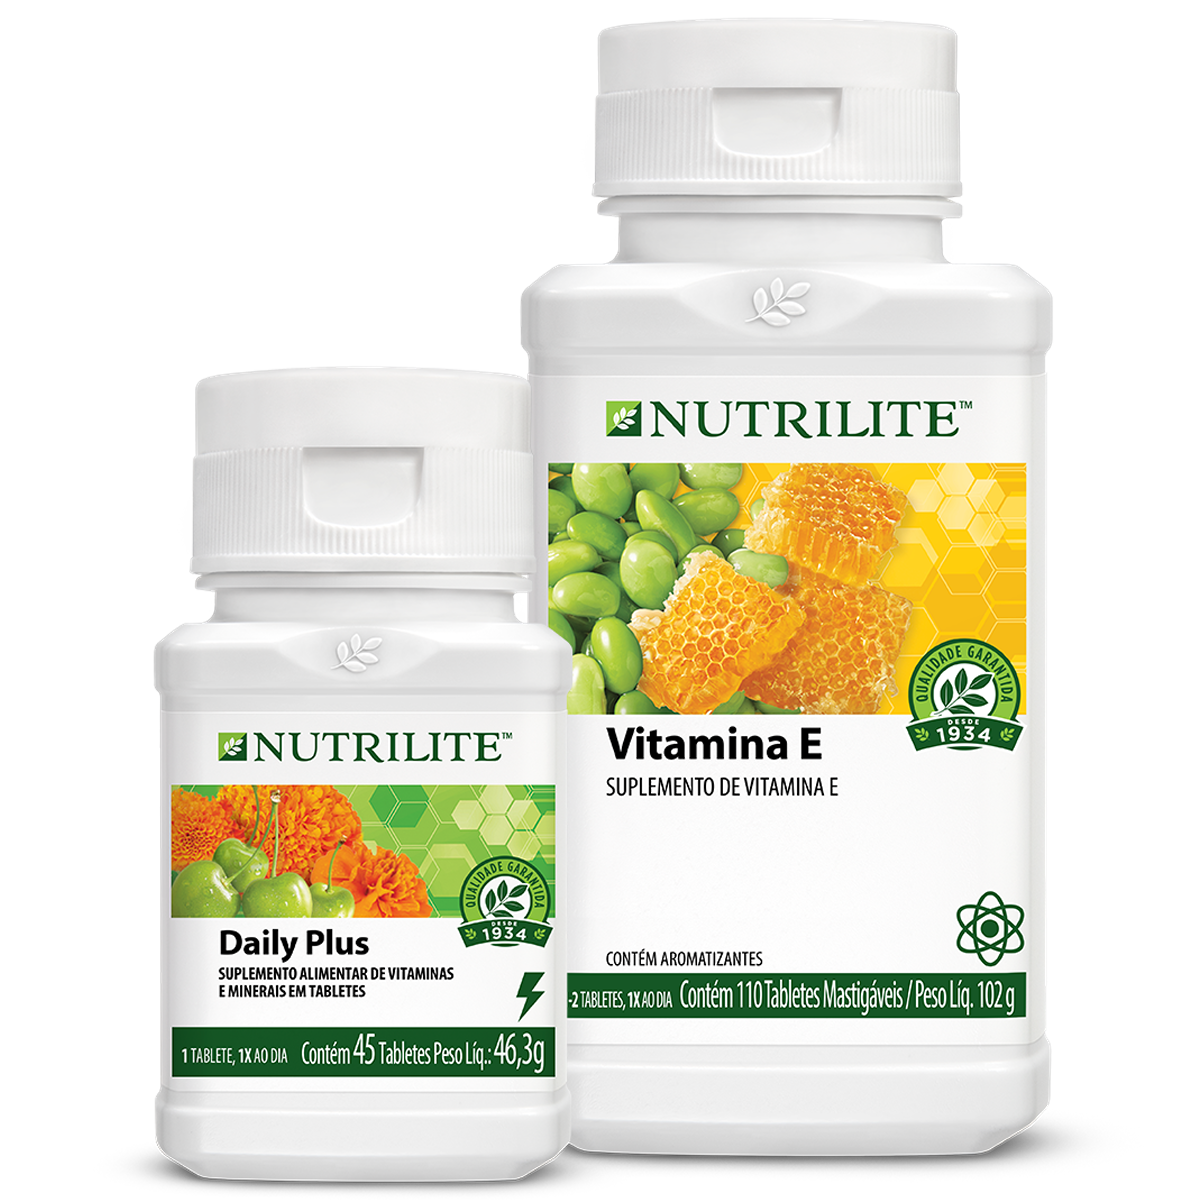 NUTRILITE™
QUALIDADE GARANTIDA
DESDE
1934
Vitamina E
SUPLEMENTO DE VITAMINA E
CONTÉM AROMATIZANTES
-2 TABLETES, 1X AO DIA Contém 110 Tabletes Mastigáveis / Peso Líq. 102 g
NUTRILITE™
QUALIDADE GARANTIDA
DESDE
1934
Daily Plus
SUPLEMENTO ALIMENTAR DE VITAMINAS
E MINERAIS EM TABLETES
1 TABLETE, 1X AO DIA Contém 45 Tabletes Peso Líq.: 46,3g